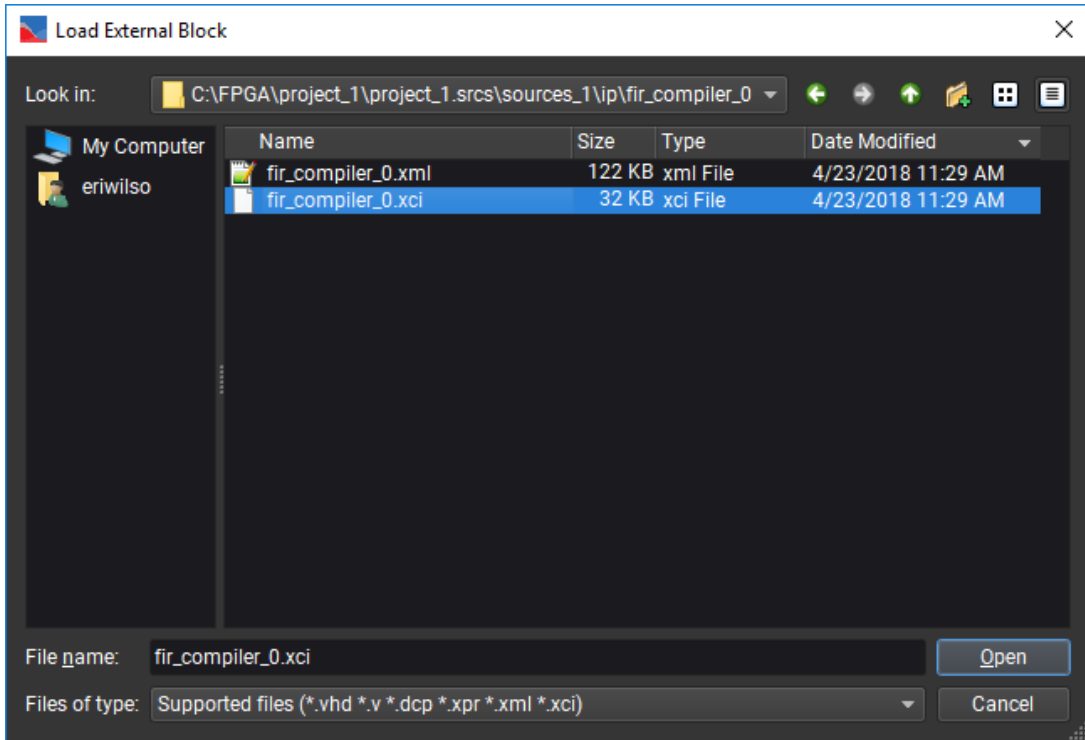 Load External Block
Look in: C:\FPGA\project_1\project_1.srcs\sources_1\ip\fir_compiler_0
My Computer
eriwilso
Name Size Type Date Modified
fir_compiler_0.xml 122 KB xml File 4/23/2018 11:29 AM
fir_compiler_0.xci 32 KB xci File 4/23/2018 11:29 AM
File name: fir_compiler_0.xci Open
Files of type: Supported files (*.vhd *.v *.dcp *.xpr *.xml *.xci) Cancel